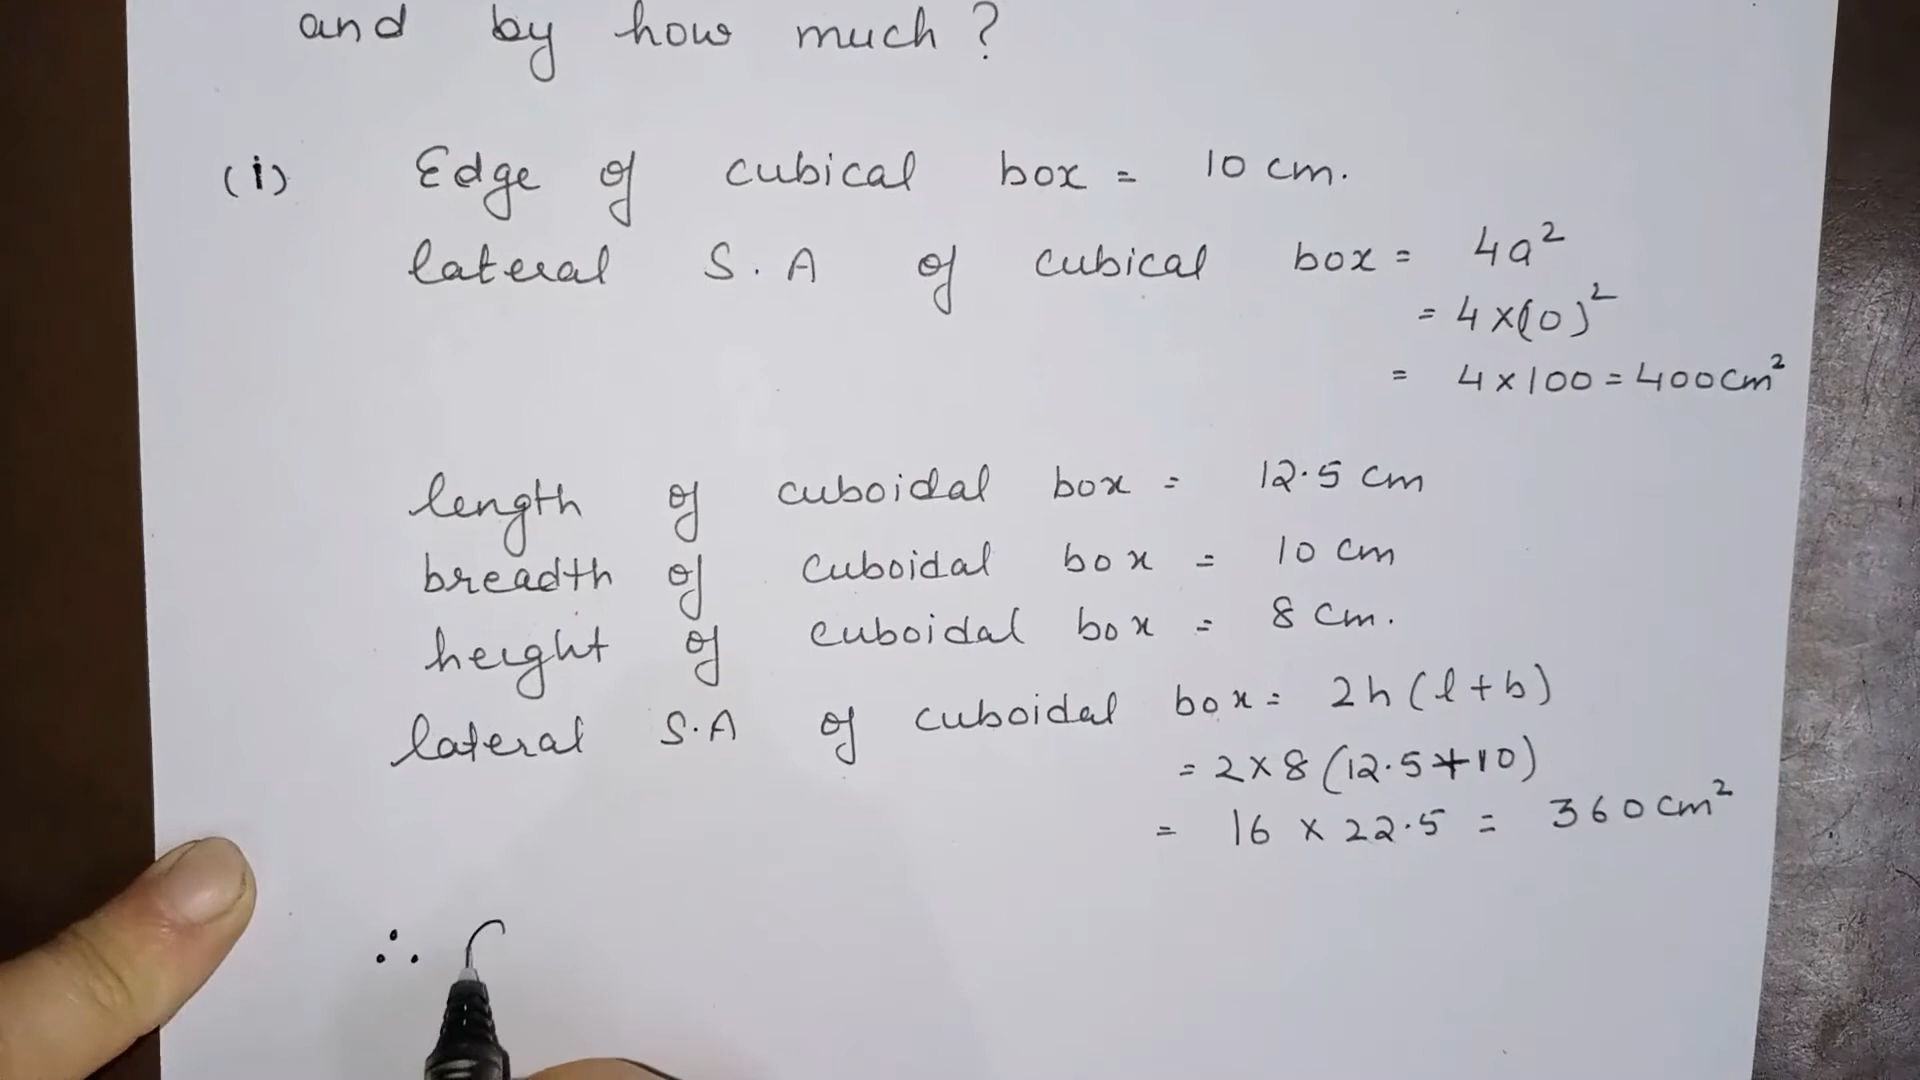 and by how much ?
(i) Edge of cubical box = 10 cm.
lateral S.A of cubical box = 4a²
= 4×(10)²
= 4×100 = 400cm²
length of cuboidal box = 12.5 cm
breadth of cuboidal box = 10 cm
height of cuboidal box = 8 cm.
lateral S.A of cuboidal box = 2h (l+b)
= 2×8 (12.5+10)
= 16 × 22.5 = 360cm²
∴